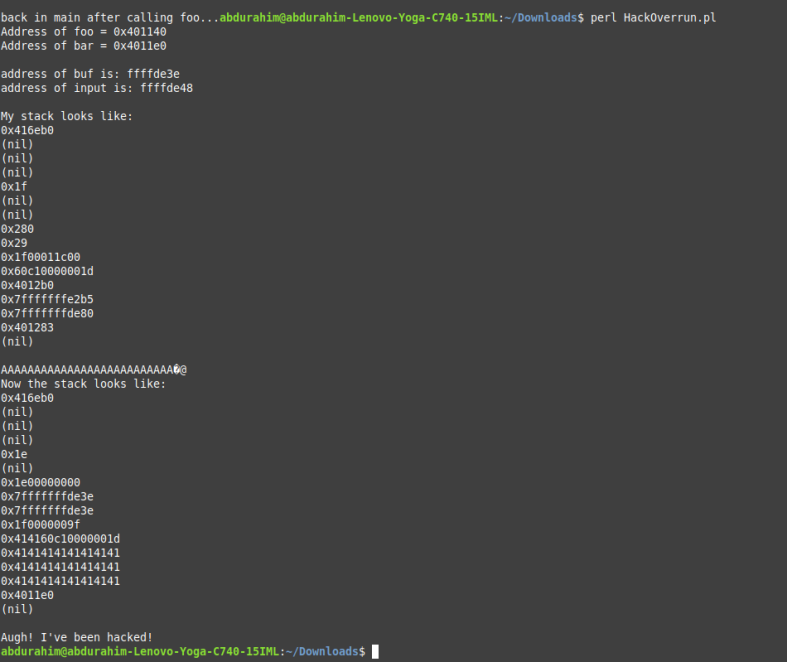 back in main after calling foo...abdurahim@abdurahim-Lenovo-Yoga-C740-15IML:~/Downloads$ perl HackOverrun.pl
Address of foo = 0x401140
Address of bar = 0x4011e0
address of buf is: ffffde3e
address of input is: ffffde48
My stack looks like:
0x416eb0
(nil)
(nil)
(nil)
0x1f
(nil)
(nil)
0x280
0x29
0x1f00011c00
0x60c10000001d
0x4012b0
0x7fffffffe2b5
0x7fffffffde80
0x401283
(nil)
AAAAAAAAAAAAAAAAAAAAAAAAAA�@
Now the stack looks like:
0x416eb0
(nil)
(nil)
(nil)
0x1e
(nil)
0x1e00000000
0x7fffffffde3e
0x7fffffffde3e
0x1f0000009f
0x414160c10000001d
0x4141414141414141
0x4141414141414141
0x4141414141414141
0x4011e0
(nil)
Augh! I've been hacked!
abdurahim@abdurahim-Lenovo-Yoga-C740-15IML:~/Downloads$